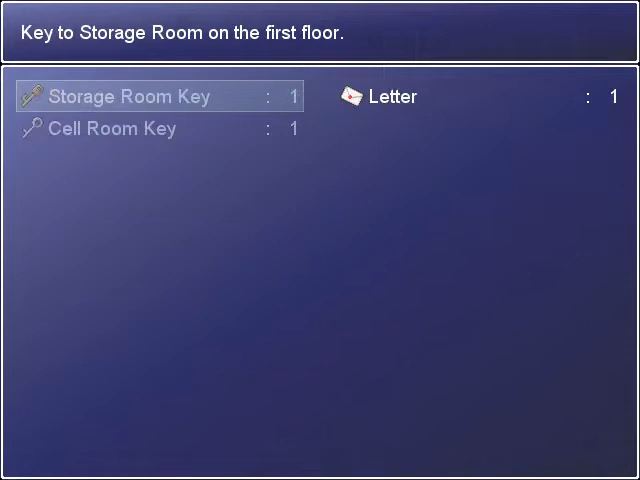 Key to Storage Room on the first floor.
Storage Room Key : 1 Letter : 1
Cell Room Key : 1